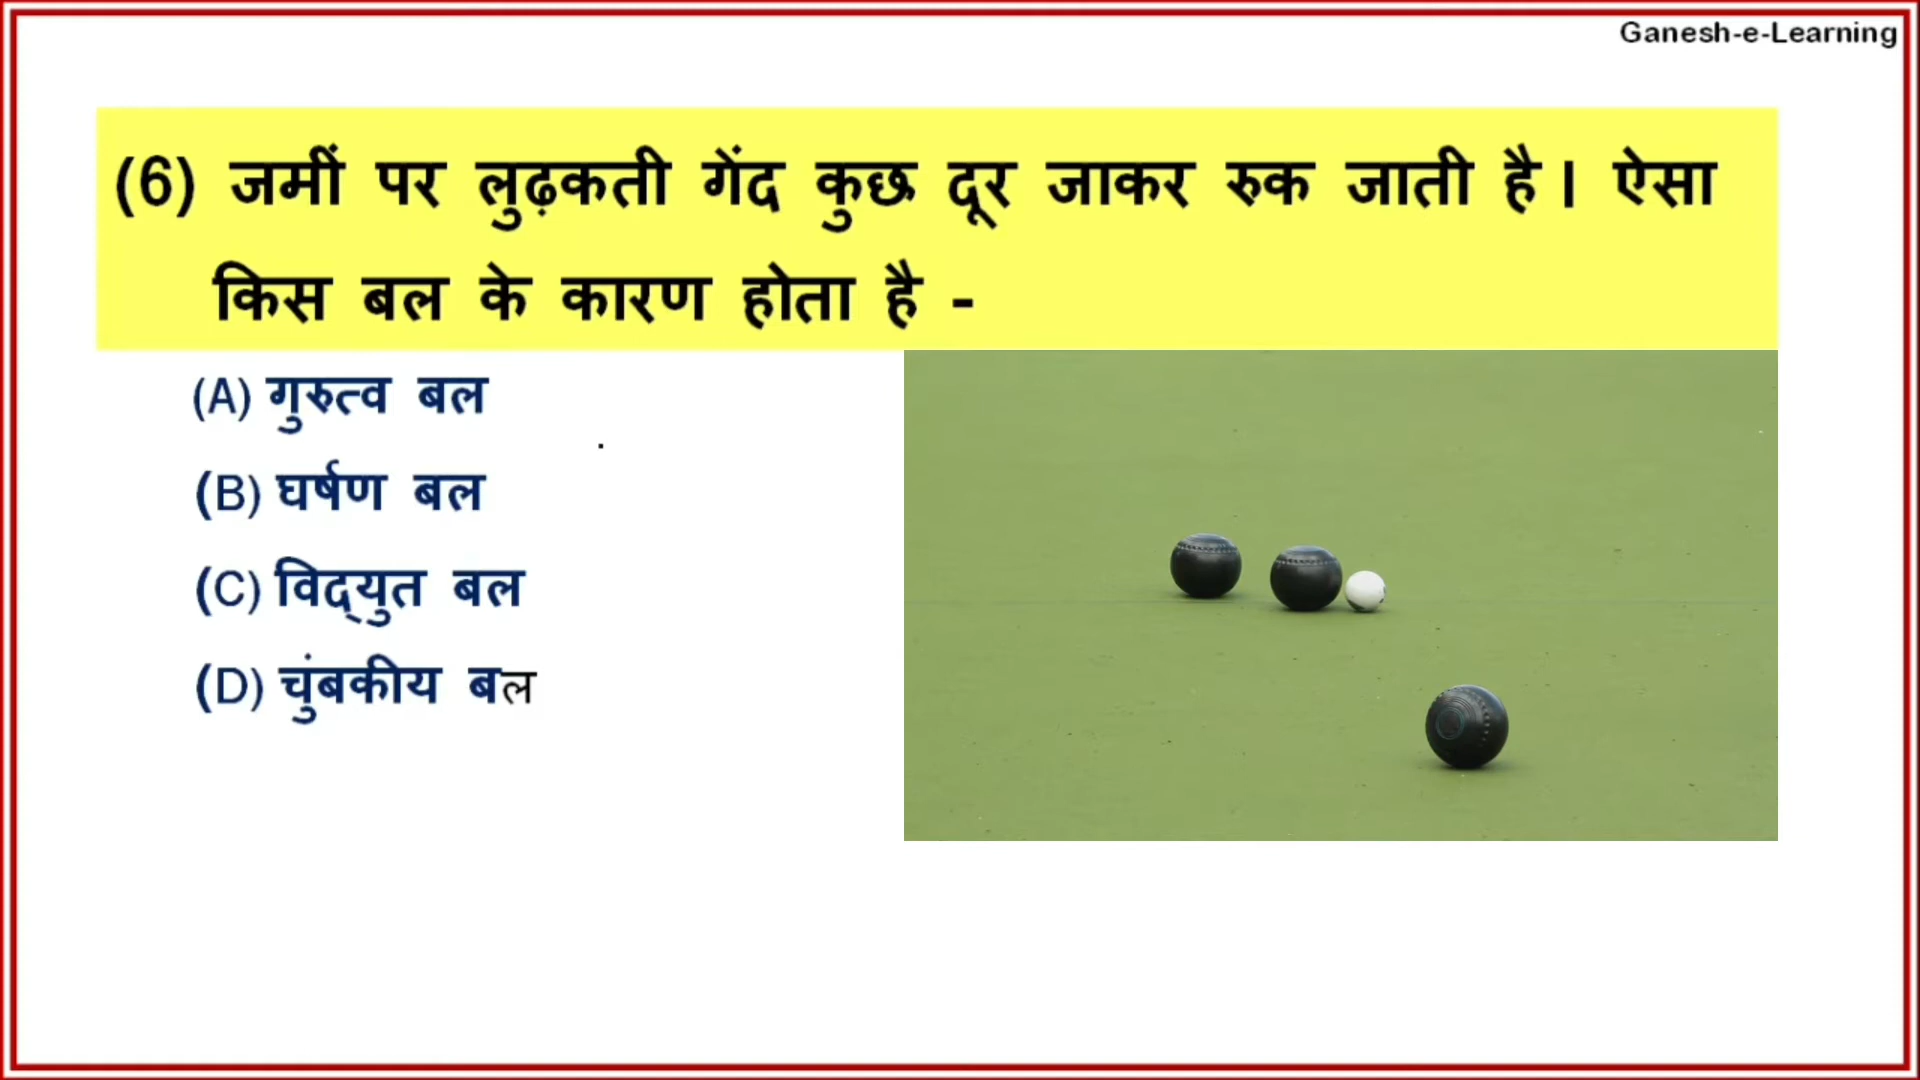 Ganesh-e-Learning
(6) जमीं पर लुढ़कती गेंद कुछ दूर जाकर रुक जाती है। ऐसा
किस बल के कारण होता है -
(A) गुरुत्व बल
(B) घर्षण बल
(C) विद्‌युत बल
(D) चुंबकीय बल